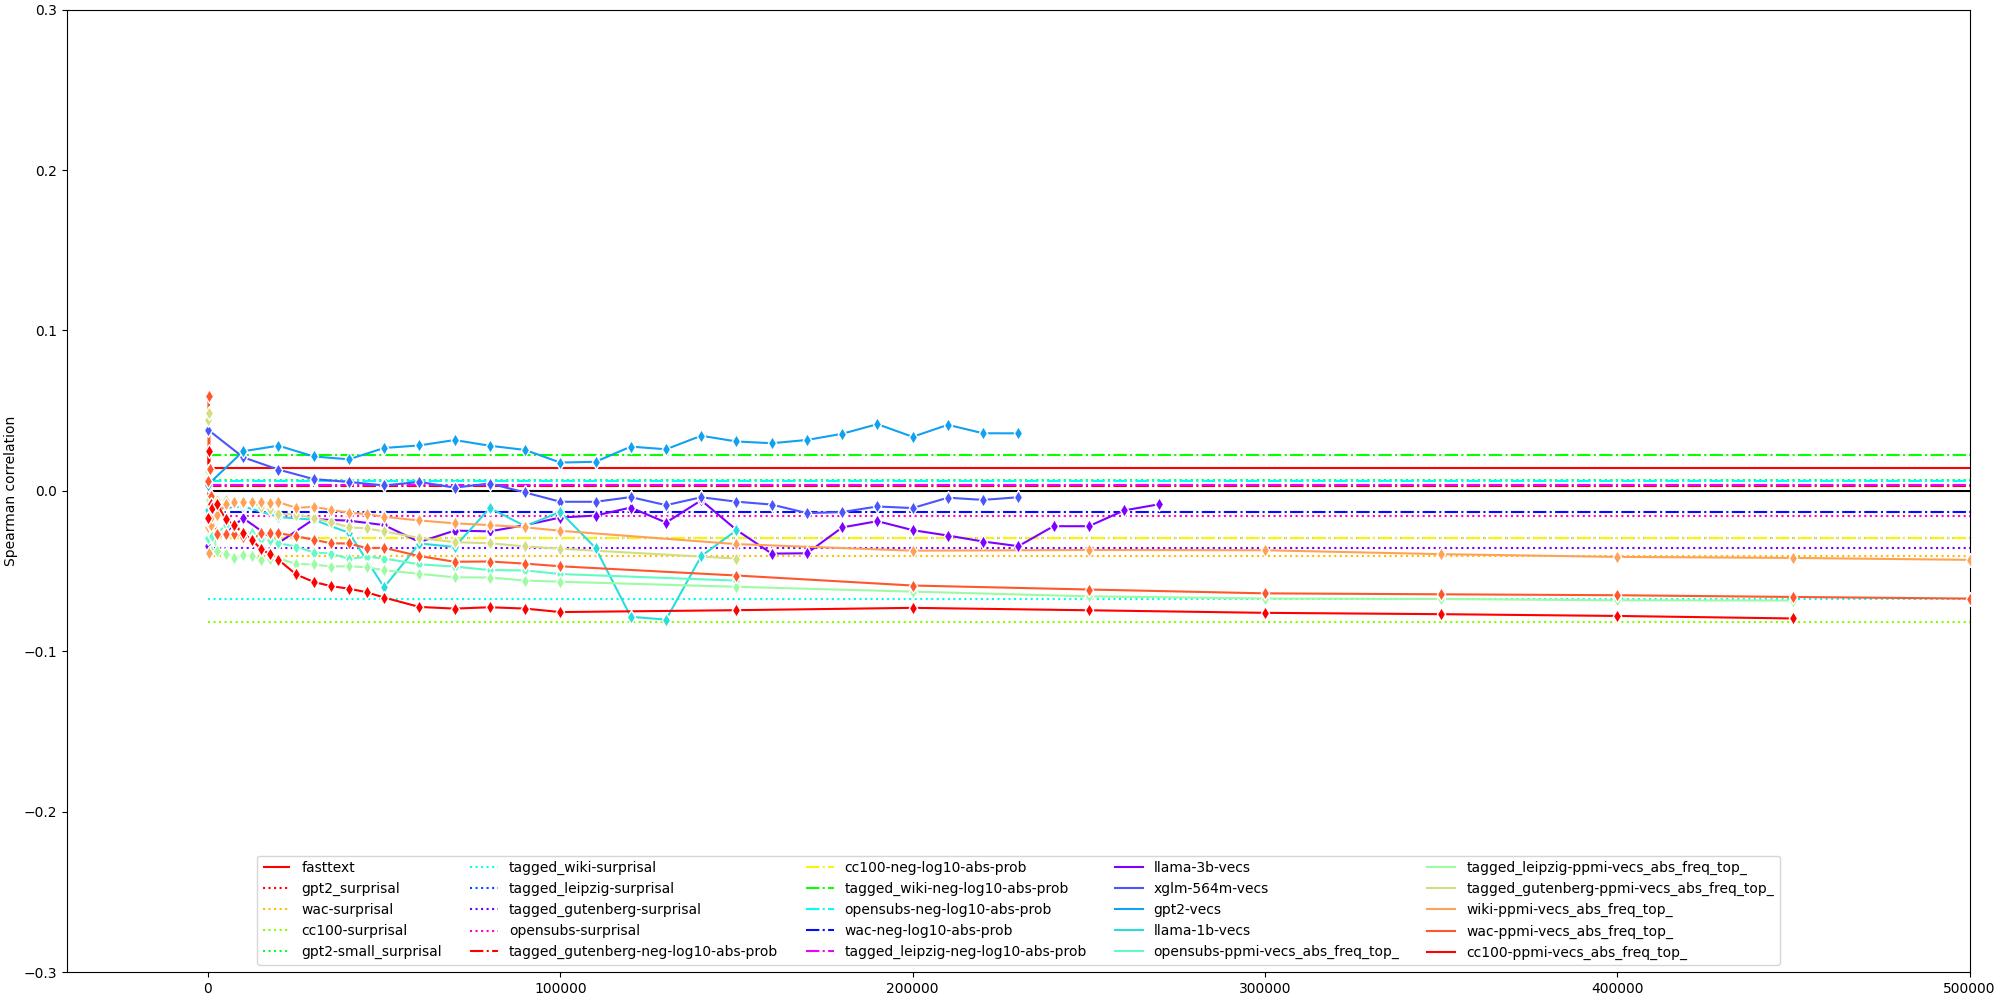 0.3
0.2
0.1
0.0
−0.1
−0.2
−0.3
Spearman correlation
fasttext
gpt2_surprisal
wac-surprisal
cc100-surprisal
gpt2-small_surprisal
tagged_wiki-surprisal
tagged_leipzig-surprisal
tagged_gutenberg-surprisal
opensubs-surprisal
tagged_gutenberg-neg-log10-abs-prob
cc100-neg-log10-abs-prob
tagged_wiki-neg-log10-abs-prob
opensubs-neg-log10-abs-prob
wac-neg-log10-abs-prob
tagged_leipzig-neg-log10-abs-prob
llama-3b-vecs
xglm-564m-vecs
gpt2-vecs
llama-1b-vecs
opensubs-ppmi-vecs_abs_freq_top_
tagged_leipzig-ppmi-vecs_abs_freq_top_
tagged_gutenberg-ppmi-vecs_abs_freq_top_
wiki-ppmi-vecs_abs_freq_top_
wac-ppmi-vecs_abs_freq_top_
cc100-ppmi-vecs_abs_freq_top_
0 100000 200000 300000 400000 500000